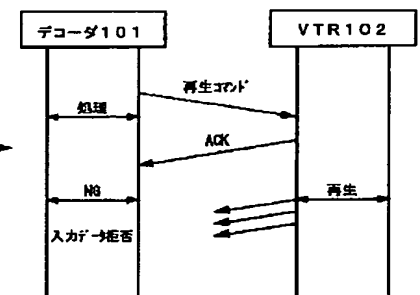 デコーダ101
VTR102
再生コマンド
処理
ACK
NG
再生
入力データ拒否